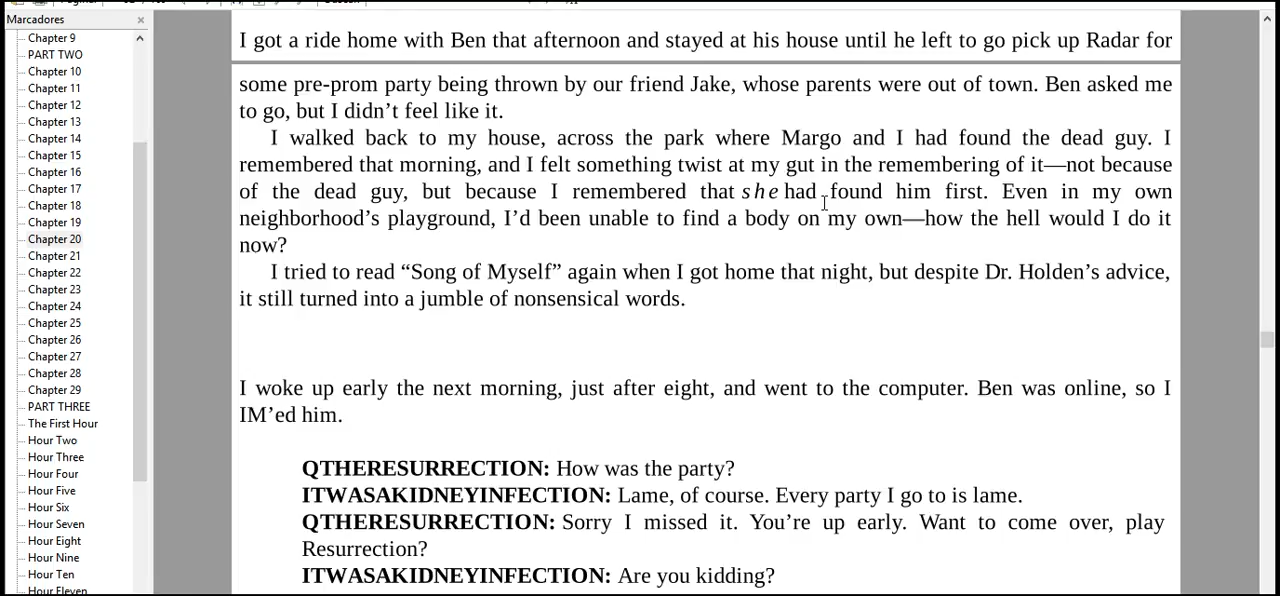 Marcadores
Chapter 9
PART TWO
Chapter 10
Chapter 11
Chapter 12
Chapter 13
Chapter 14
Chapter 15
Chapter 16
Chapter 17
Chapter 18
Chapter 19
Chapter 20
Chapter 21
Chapter 22
Chapter 23
Chapter 24
Chapter 25
Chapter 26
Chapter 27
Chapter 28
Chapter 29
PART THREE
The First Hour
Hour Two
Hour Three
Hour Four
Hour Five
Hour Six
Hour Seven
Hour Eight
Hour Nine
Hour Ten
Hour Eleven
I got a ride home with Ben that afternoon and stayed at his house until he left to go pick up Radar for
some pre-prom party being thrown by our friend Jake, whose parents were out of town. Ben asked me
to go, but I didn’t feel like it.
I walked back to my house, across the park where Margo and I had found the dead guy. I
remembered that morning, and I felt something twist at my gut in the remembering of it—not because
of the dead guy, but because I remembered that she had found him first. Even in my own
neighborhood’s playground, I’d been unable to find a body on my own—how the hell would I do it
now?
I tried to read “Song of Myself” again when I got home that night, but despite Dr. Holden’s advice,
it still turned into a jumble of nonsensical words.
I woke up early the next morning, just after eight, and went to the computer. Ben was online, so I
IM’ed him.
QTHERESURRECTION: How was the party?
ITWASAKIDNEYINFECTION: Lame, of course. Every party I go to is lame.
QTHERESURRECTION: Sorry I missed it. You’re up early. Want to come over, play
Resurrection?
ITWASAKIDNEYINFECTION: Are you kidding?